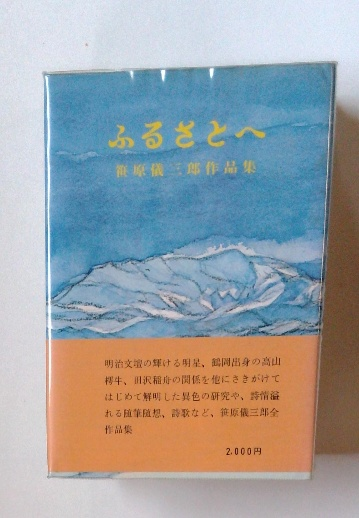 ふるさとへ
笹原儀三郎作品集
明治文壇の輝ける明星、鶴岡出身の高山
樗牛、田沢稲舟の関係を他にさきがけて
はじめて解明した異色の研究や、詩情溢
れる随筆随想、詩歌など、笹原儀三郎全
作品集
2,000円